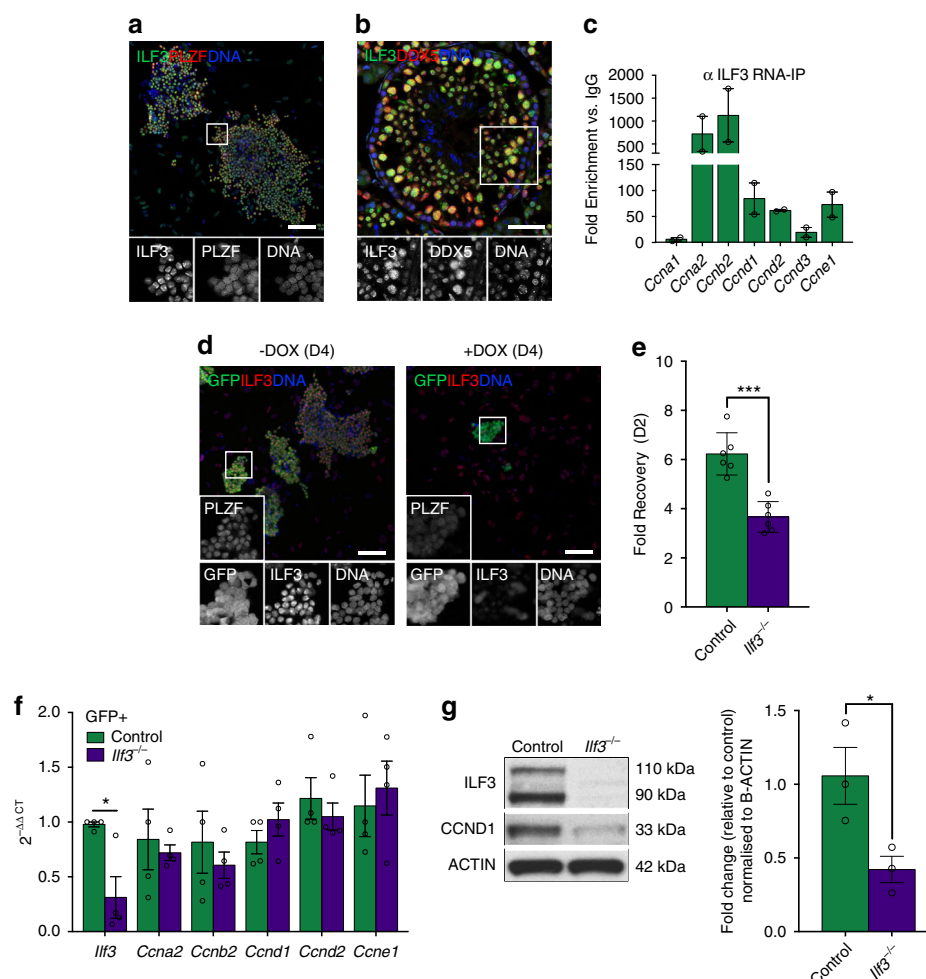 a
ILF3PLZFDNA
ILF3 PLZF DNA
b
ILF3DDX5DNA
ILF3 DDX5 DNA
c
α ILF3 RNA-IP
Fold Enrichment vs. IgG
2000
1500
1000
500
150
100
50
0
Ccna1 Ccna2 Ccnb2 Ccnd1 Ccnd2 Ccnd3 Ccne1
d
-DOX (D4) +DOX (D4)
GFPILF3DNA GFPILF3DNA
PLZF PLZF
GFP ILF3 DNA GFP ILF3 DNA
e
Fold Recovery (D2)
10
8
6
4
2
0
***
Control Ilf3–/–
f
GFP+
Control
Ilf3–/–
2–ΔΔ CT
2.0
1.5
1.0
0.5
0.0
*
Ilf3 Ccna2 Ccnb2 Ccnd1 Ccnd2 Ccne1
g
Control Ilf3–/–
ILF3 110 kDa
90 kDa
CCND1 33 kDa
ACTIN 42 kDa
Fold change (relative to control)
normalised to B-ACTIN
1.5
1.0
0.5
0.0
*
Control Ilf3–/–